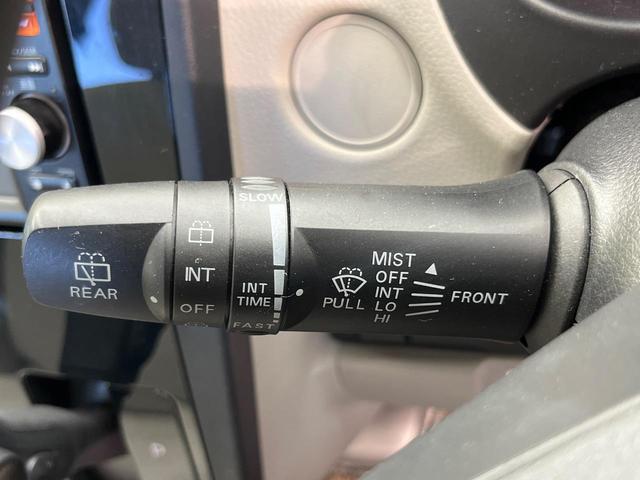 REAR
INT
OFF
SLOW
INT
TIME
FAST
PULL
MIST
OFF
INT
LO
HI
FRONT